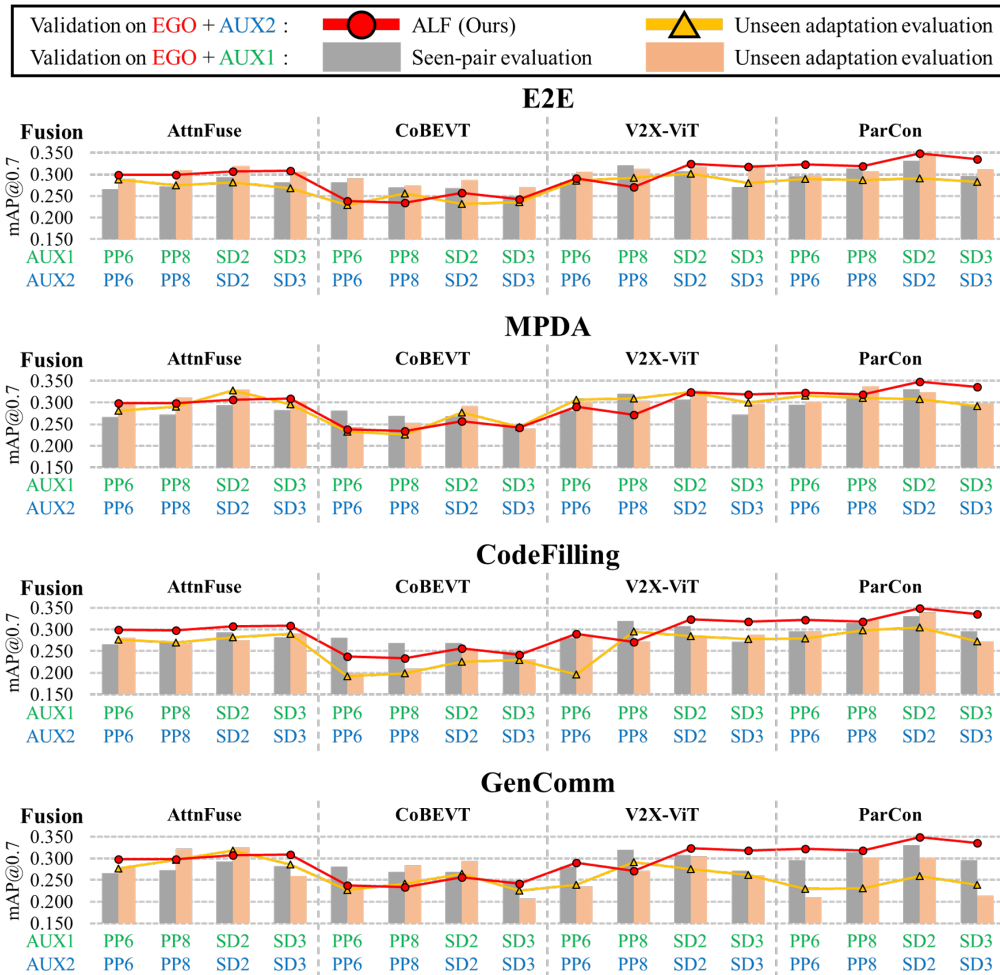 Validation on EGO + AUX2 : ALF (Ours) Unseen adaptation evaluation
Validation on EGO + AUX1 : Seen-pair evaluation Unseen adaptation evaluation
E2E
Fusion AttnFuse CoBEVT V2X-ViT ParCon
mAP@0.7
0.350
0.300
0.250
0.200
0.150
AUX1 PP6 PP8 SD2 SD3 PP6 PP8 SD2 SD3 PP6 PP8 SD2 SD3 PP6 PP8 SD2 SD3
AUX2 PP6 PP8 SD2 SD3 PP6 PP8 SD2 SD3 PP6 PP8 SD2 SD3 PP6 PP8 SD2 SD3
MPDA
Fusion AttnFuse CoBEVT V2X-ViT ParCon
mAP@0.7
0.350
0.300
0.250
0.200
0.150
AUX1 PP6 PP8 SD2 SD3 PP6 PP8 SD2 SD3 PP6 PP8 SD2 SD3 PP6 PP8 SD2 SD3
AUX2 PP6 PP8 SD2 SD3 PP6 PP8 SD2 SD3 PP6 PP8 SD2 SD3 PP6 PP8 SD2 SD3
CodeFilling
Fusion AttnFuse CoBEVT V2X-ViT ParCon
mAP@0.7
0.350
0.300
0.250
0.200
0.150
AUX1 PP6 PP8 SD2 SD3 PP6 PP8 SD2 SD3 PP6 PP8 SD2 SD3 PP6 PP8 SD2 SD3
AUX2 PP6 PP8 SD2 SD3 PP6 PP8 SD2 SD3 PP6 PP8 SD2 SD3 PP6 PP8 SD2 SD3
GenComm
Fusion AttnFuse CoBEVT V2X-ViT ParCon
mAP@0.7
0.350
0.300
0.250
0.200
0.150
AUX1 PP6 PP8 SD2 SD3 PP6 PP8 SD2 SD3 PP6 PP8 SD2 SD3 PP6 PP8 SD2 SD3
AUX2 PP6 PP8 SD2 SD3 PP6 PP8 SD2 SD3 PP6 PP8 SD2 SD3 PP6 PP8 SD2 SD3